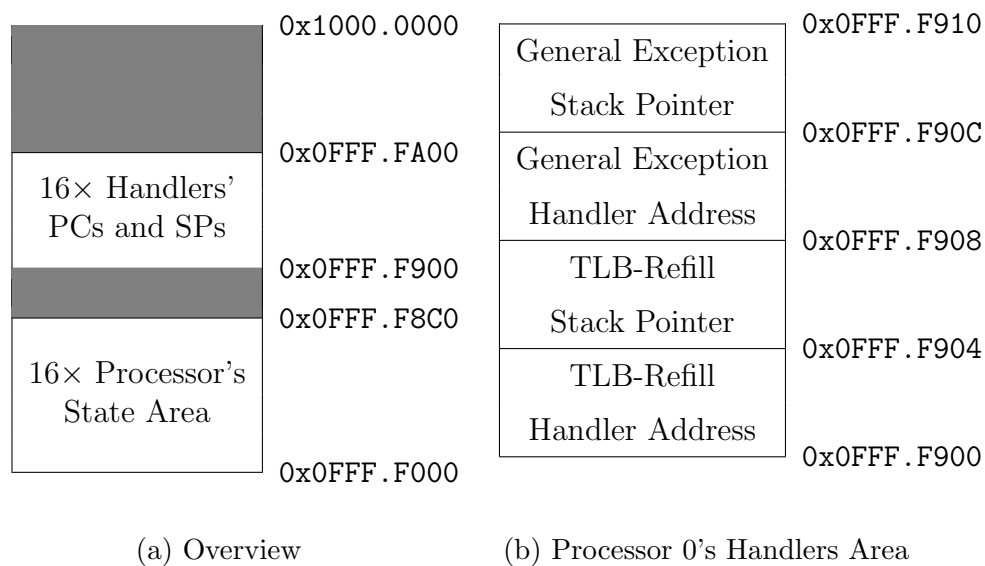 0x1000.0000
0x0FFF.FA00
16× Handlers'
PCs and SPs
0x0FFF.F900
0x0FFF.F8C0
16× Processor's
State Area
0x0FFF.F000
(a) Overview
0x0FFF.F910
General Exception
Stack Pointer
0x0FFF.F90C
General Exception
Handler Address
0x0FFF.F908
TLB-Refill
Stack Pointer
0x0FFF.F904
TLB-Refill
Handler Address
0x0FFF.F900
(b) Processor 0's Handlers Area